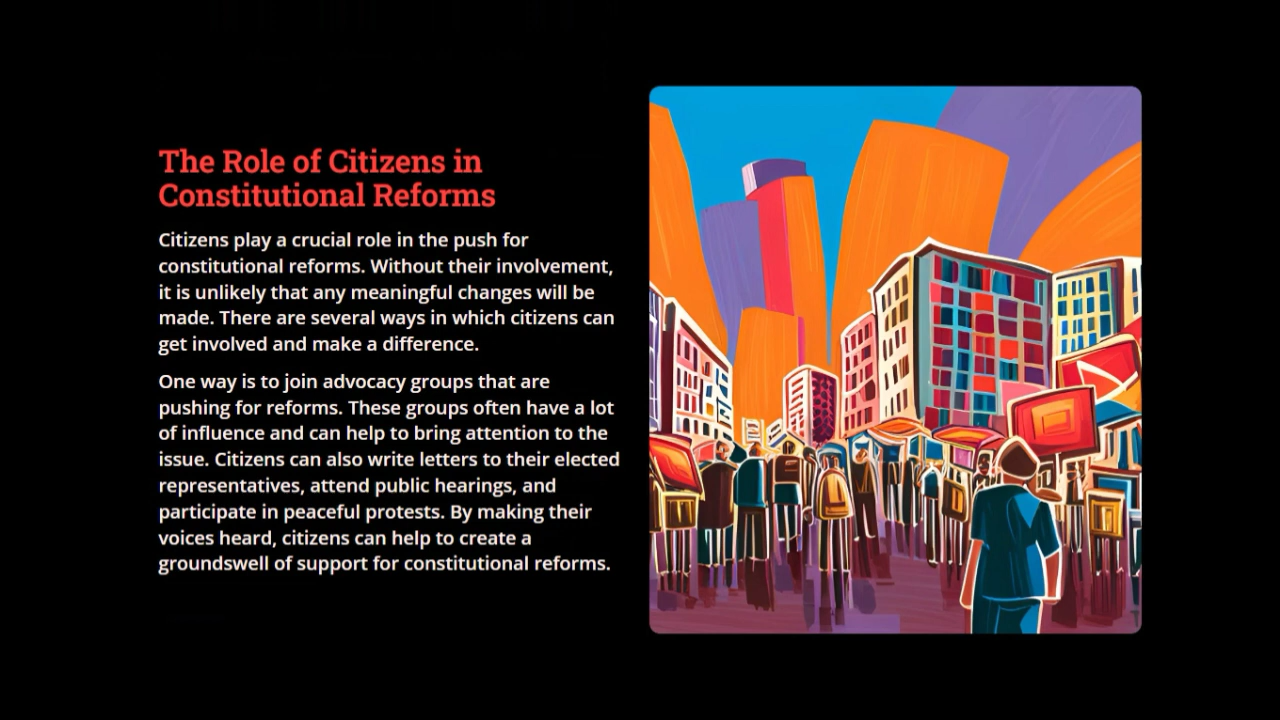 The Role of Citizens in
Constitutional Reforms
Citizens play a crucial role in the push for
constitutional reforms. Without their involvement,
it is unlikely that any meaningful changes will be
made. There are several ways in which citizens can
get involved and make a difference.
One way is to join advocacy groups that are
pushing for reforms. These groups often have a lot
of influence and can help to bring attention to the
issue. Citizens can also write letters to their elected
representatives, attend public hearings, and
participate in peaceful protests. By making their
voices heard, citizens can help to create a
groundswell of support for constitutional reforms.